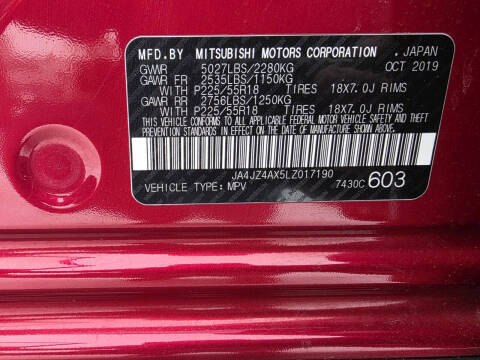 MFD.BY MITSUBISHI MOTORS CORPORATION , JAPAN
GVWR 5027LBS/2280KG OCT 2019
GAWR FR 2535LBS/1150KG
WITH P225/55R18 TIRES 18X7.0J RIMS
GAWR RR 2756LBS/1250KG
WITH P225/55R18 TIRES 18X7.0J RIMS
THIS VEHICLE CONFORMS TO ALL APPLICABLE FEDERAL MOTOR VEHICLE SAFETY AND THEFT
PREVENTION STANDARDS IN EFFECT ON THE DATE OF MANUFACTURE SHOWN ABOVE.
JA4JZ4AX5LZ017190
VEHICLE TYPE: MPV 7430C 603